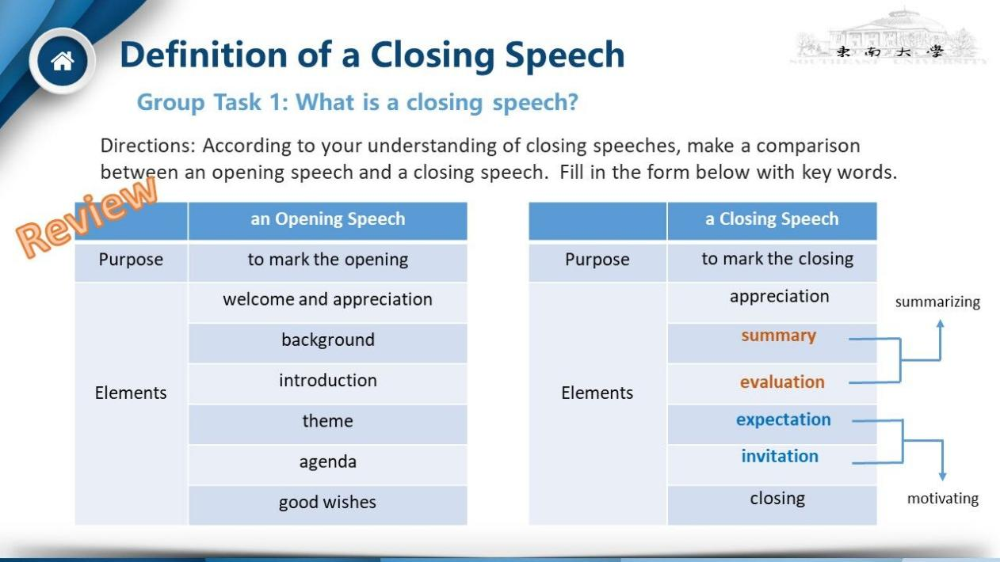 Definition of a Closing Speech
東南大學
SOUTHEAST UNIVERSITY
Group Task 1: What is a closing speech?
Directions: According to your understanding of closing speeches, make a comparison
between an opening speech and a closing speech. Fill in the form below with key words.
Review
an Opening Speech
Purpose
to mark the opening
Elements
welcome and appreciation
background
introduction
theme
agenda
good wishes
a Closing Speech
Purpose
to mark the closing
Elements
appreciation
summary
evaluation
expectation
invitation
closing
summarizing
motivating